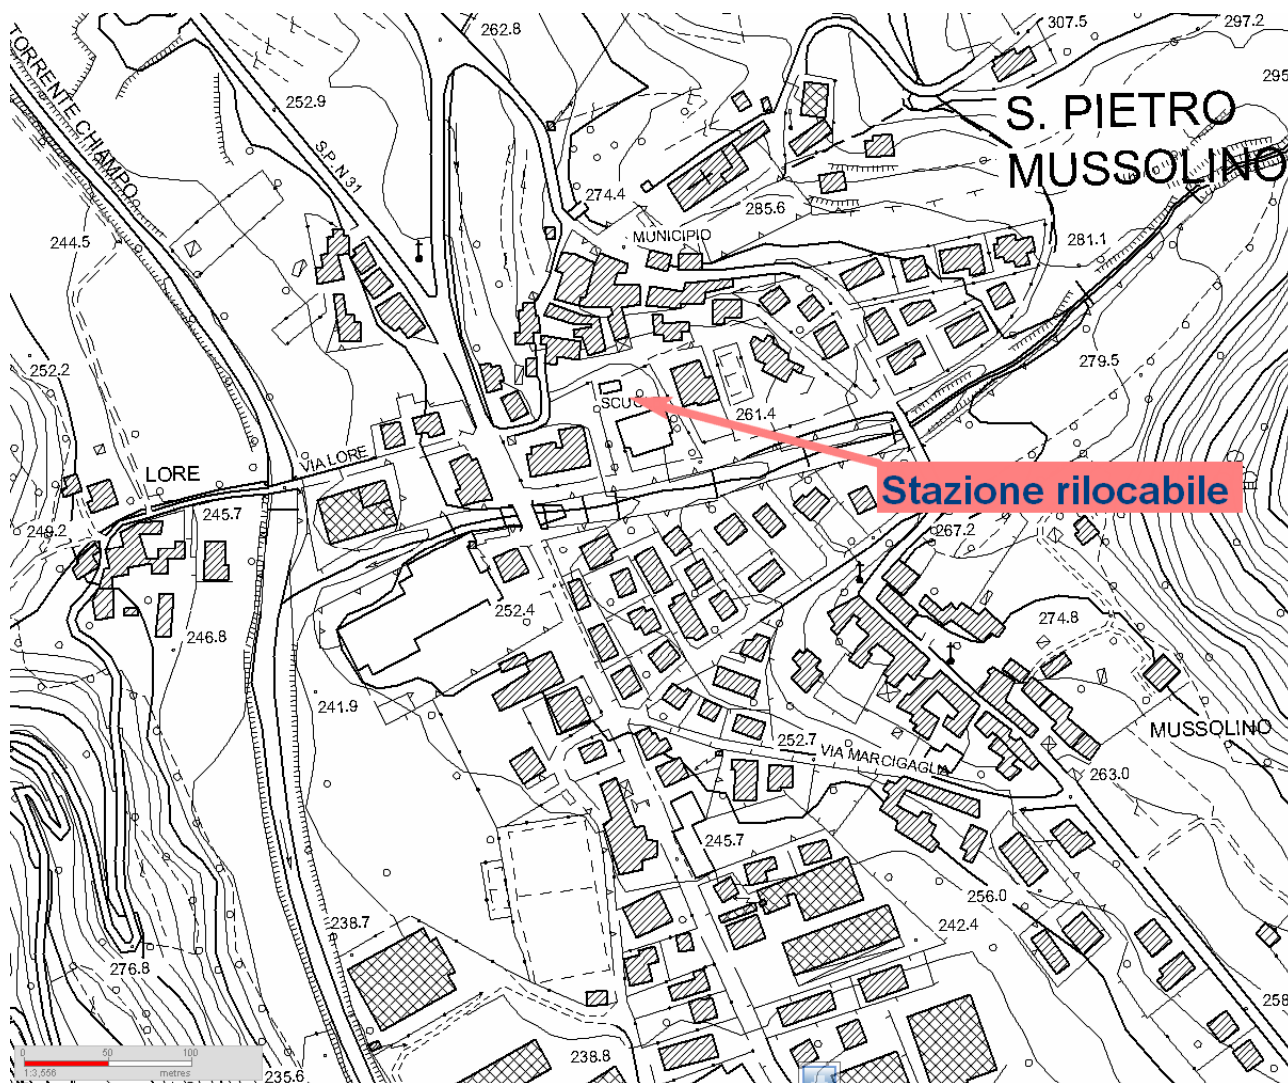 307.5
297.2
262.8
TORRENTE CHIAMPO
252.9
S. PIETRO
MUSSOLINO
S.P. N 31
274.4
285.6
MUNICIPIO
244.5
281.1
279.5
252.2
261.4
VIA LORE
LORE
Stazione rilocabile
245.7
249.2
267.2
252.4
274.8
246.8
241.9
MUSSOLINO
252.7
VIA MARCIGAGLIA
263.0
245.7
256.0
238.7
242.4
276.8
0 50 100
1:3,556 metres
238.8
235.6